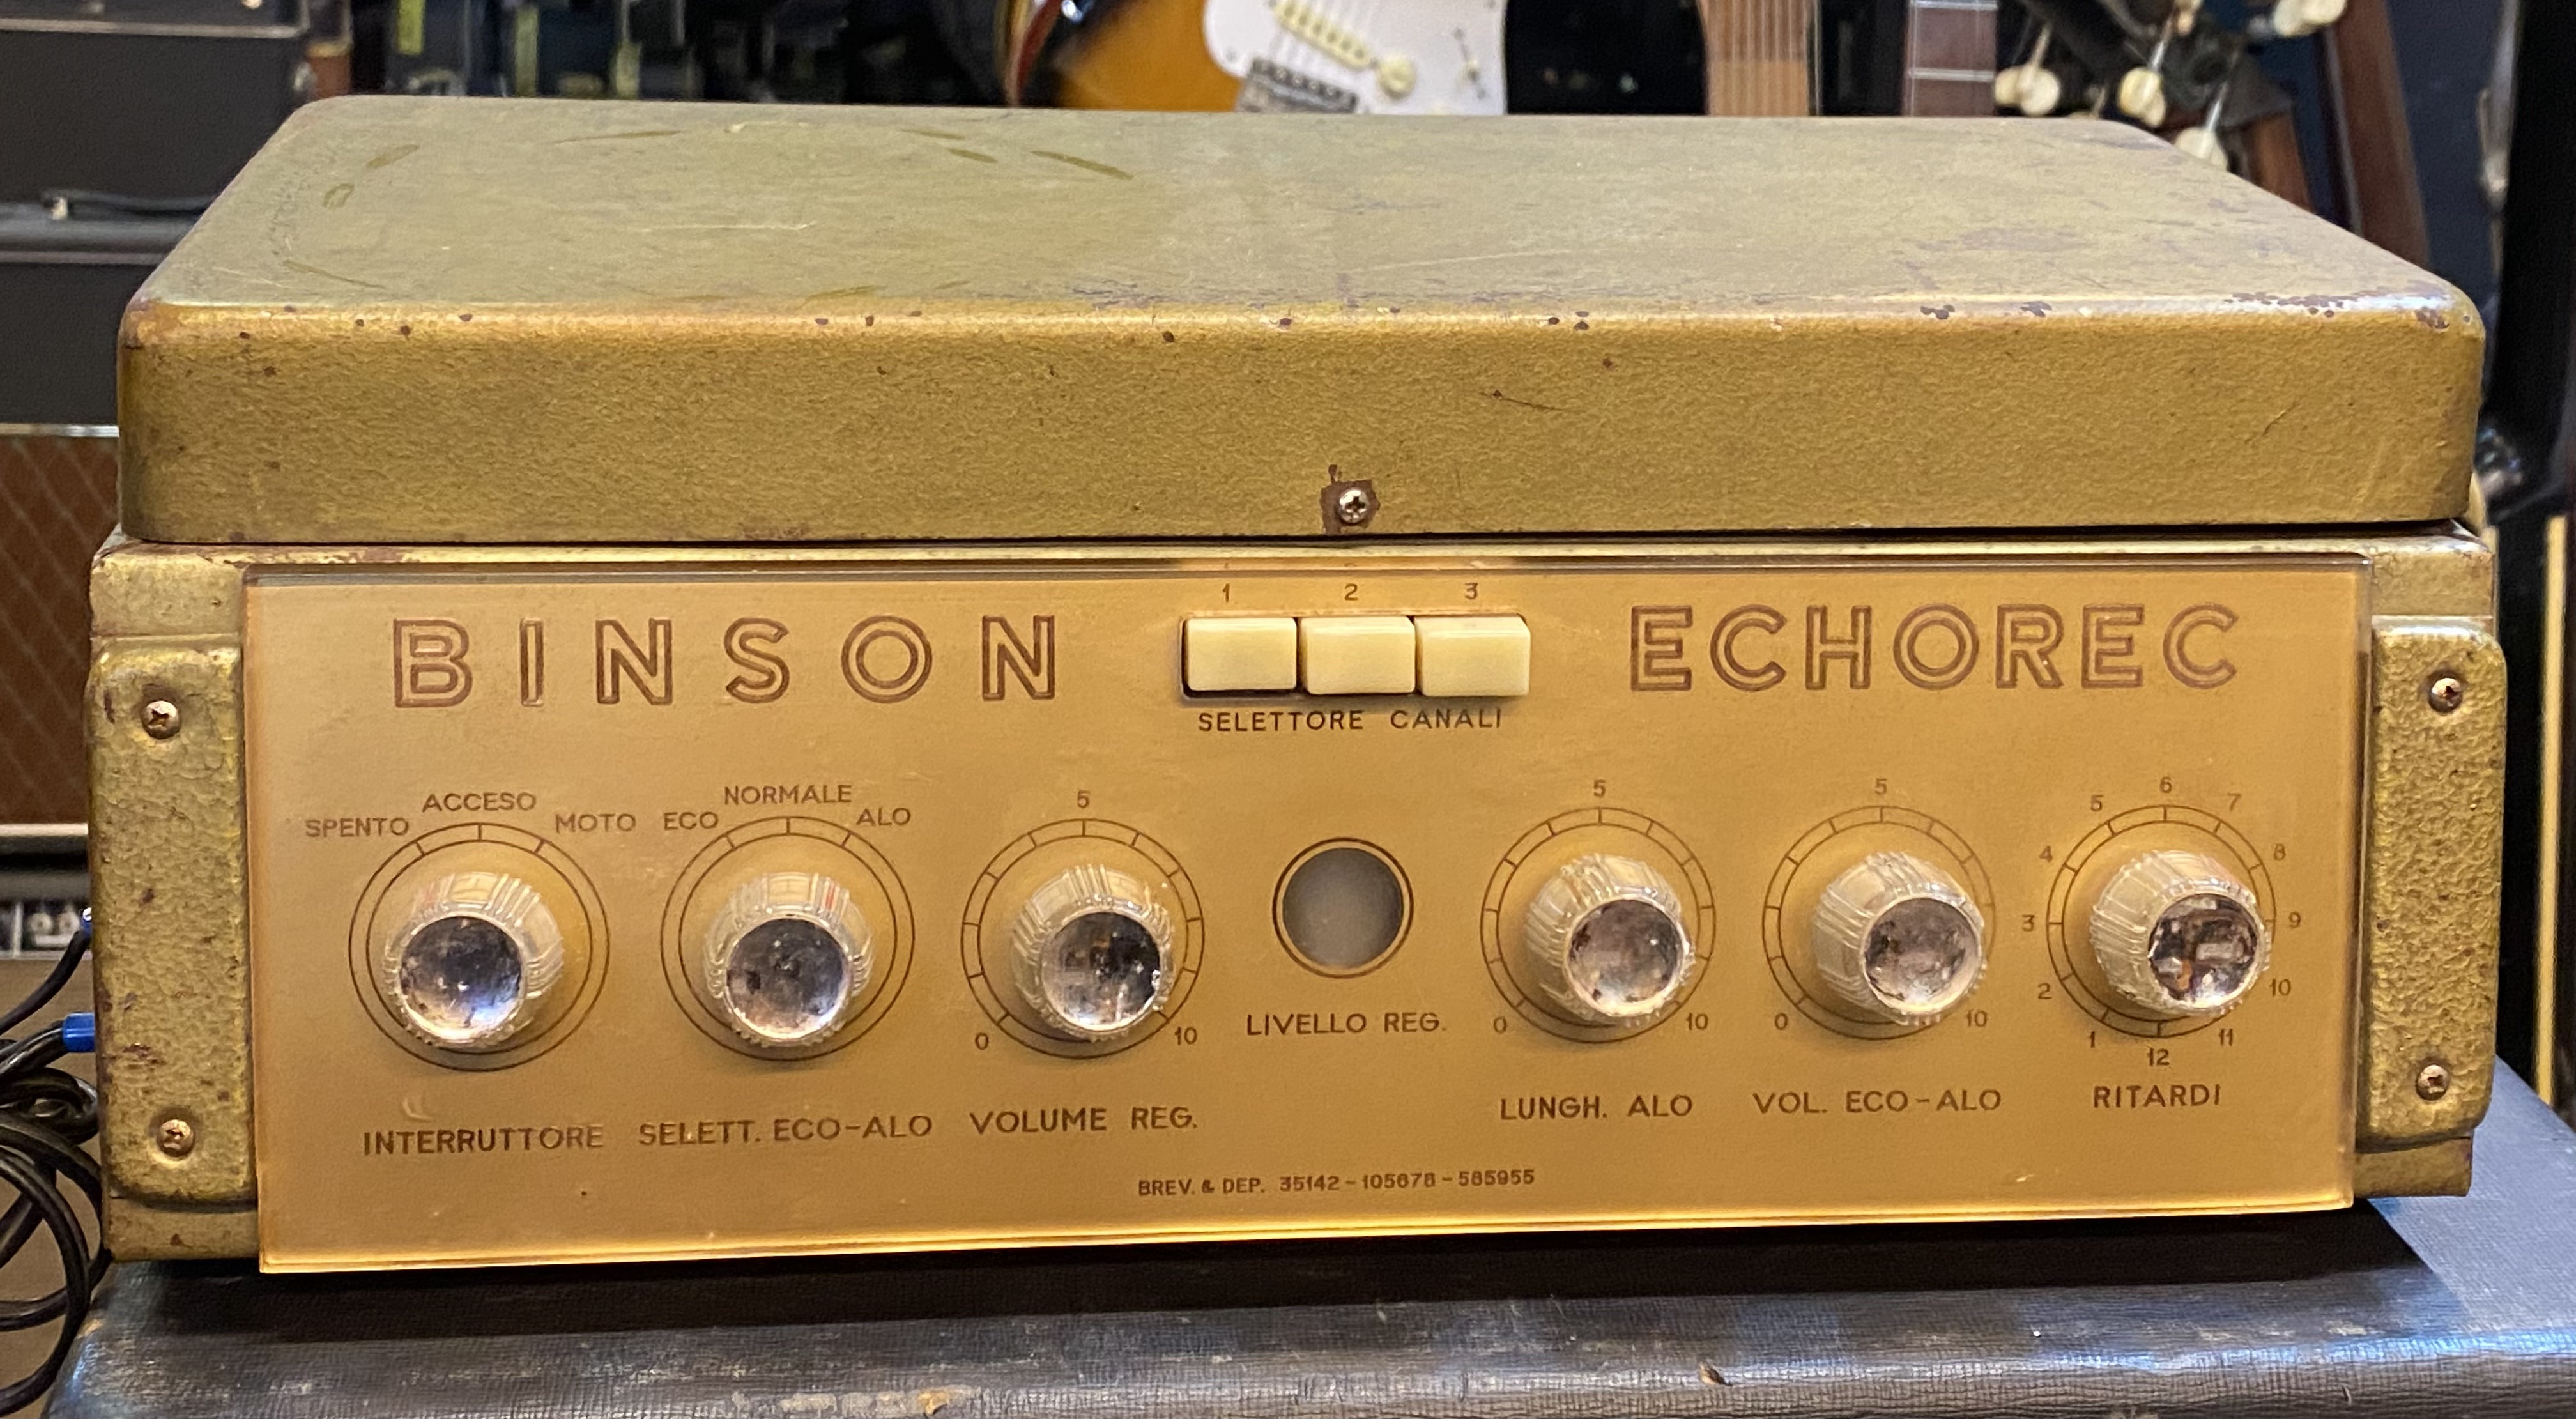 1 2 3
BINSON
ECHOREC
SELETTORE CANALI
SPENTO ACCESO MOTO
ECO NORMALE ALO
0 5 10
0 5 10
0 5 10
1 2 3 4 5 6 7 8 9 10 11 12
INTERRUTTORE
SELETT. ECO-ALO
VOLUME REG.
LIVELLO REG.
LUNGH. ALO
VOL. ECO-ALO
RITARDI
BREV. & DEP. 35142-105678-585955